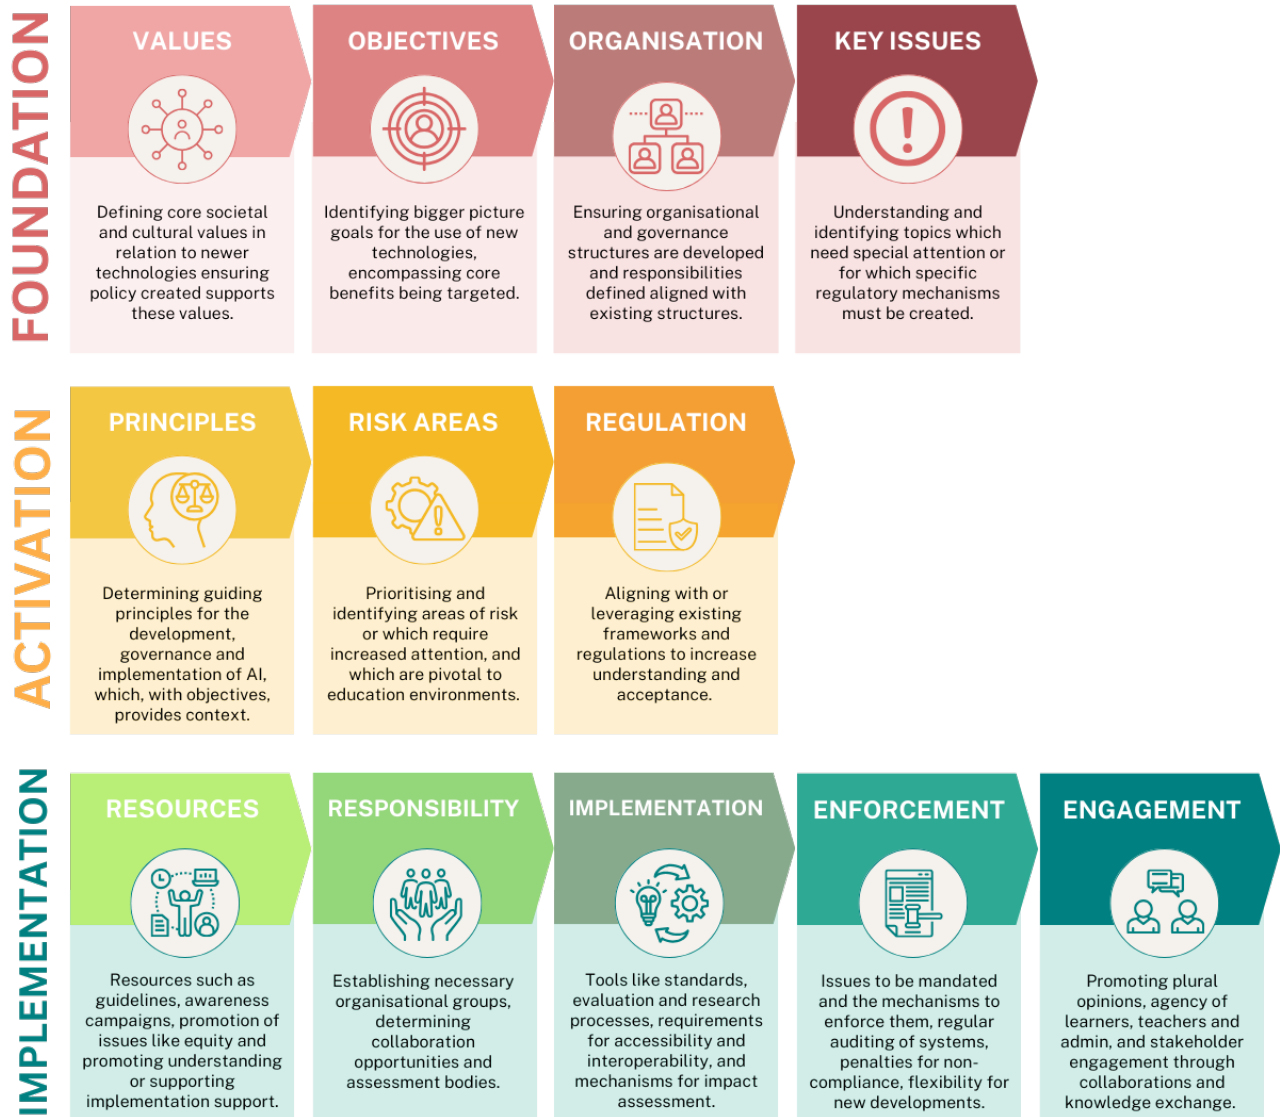 FOUNDATION
VALUES
Defining core societal
and cultural values in
relation to newer
technologies ensuring
policy created supports
these values.
OBJECTIVES
Identifying bigger picture
goals for the use of new
technologies,
encompassing core
benefits being targeted.
ORGANISATION
Ensuring organisational
and governance
structures are developed
and responsibilities
defined aligned with
existing structures.
KEY ISSUES
Understanding and
identifying topics which
need special attention or
for which specific
regulatory mechanisms
must be created.
ACTIVATION
PRINCIPLES
Determining guiding
principles for the
development,
governance and
implementation of AI,
which, with objectives,
provides context.
RISK AREAS
Prioritising and
identifying areas of risk
or which require
increased attention, and
which are pivotal to
education environments.
REGULATION
Aligning with or
leveraging existing
frameworks and
regulations to increase
understanding and
acceptance.
IMPLEMENTATION
RESOURCES
Resources such as
guidelines, awareness
campaigns, promotion of
issues like equity and
promoting understanding
or supporting
implementation support.
RESPONSIBILITY
Establishing necessary
organisational groups,
determining
collaboration
opportunities and
assessment bodies.
IMPLEMENTATION
Tools like standards,
evaluation and research
processes, requirements
for accessibility and
interoperability, and
mechanisms for impact
assessment.
ENFORCEMENT
Issues to be mandated
and the mechanisms to
enforce them, regular
auditing of systems,
penalties for non-
compliance, flexibility for
new developments.
ENGAGEMENT
Promoting plural
opinions, agency of
learners, teachers and
admin, and stakeholder
engagement through
collaborations and
knowledge exchange.